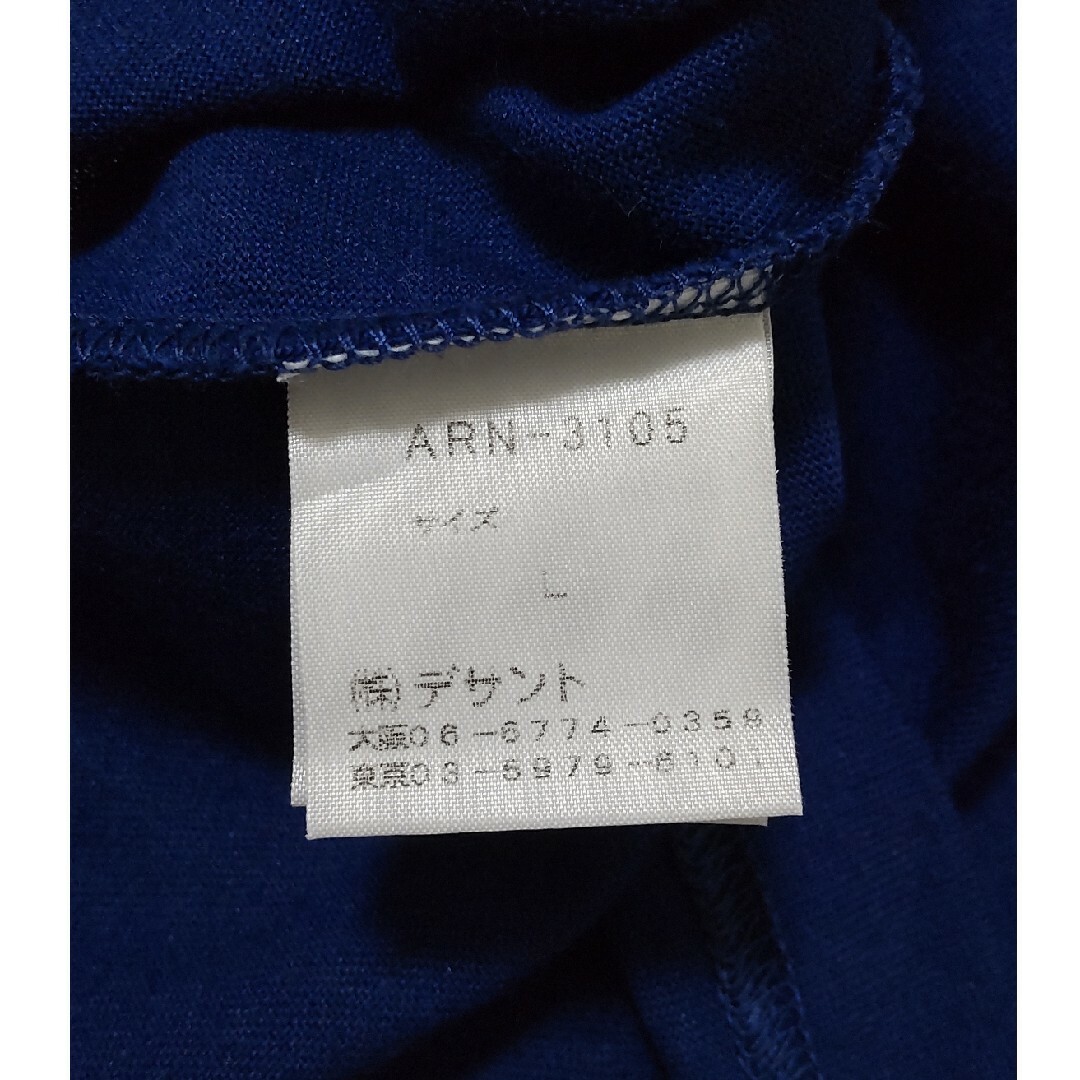 ARN-3105
サイズ
L
㈱デサント
大阪06-6774-0359
東京03-5979-6101